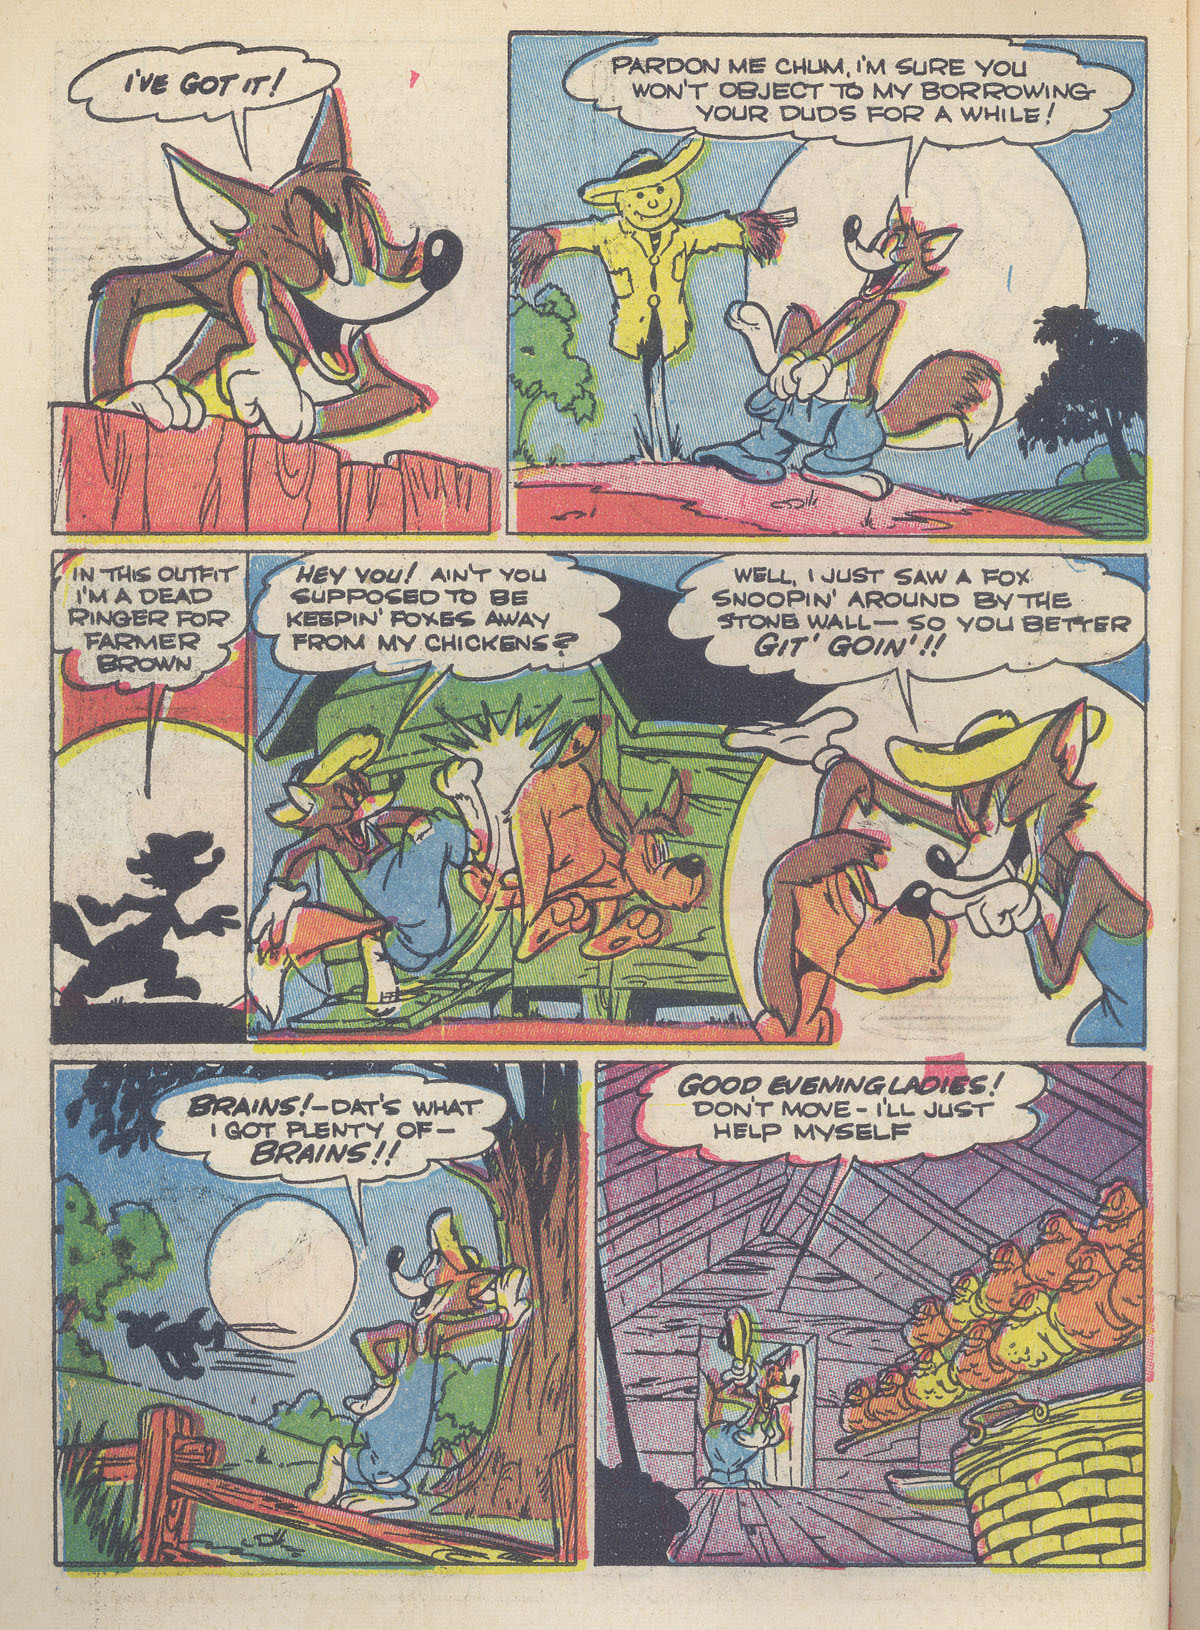 I'VE GOT IT!
PARDON ME CHUM, I'M SURE YOU
WON'T OBJECT TO MY BORROWING
YOUR DUDS FOR A WHILE!
IN THIS OUTFIT
I'M A DEAD
RINGER FOR
FARMER
BROWN
HEY YOU! AIN'T YOU
SUPPOSED TO BE
KEEPIN' FOXES AWAY
FROM MY CHICKENS?
WELL, I JUST SAW A FOX
SNOOPIN' AROUND BY THE
STONE WALL — SO YOU BETTER
GIT' GOIN'!!
BRAINS! — DAT'S WHAT
I GOT PLENTY OF —
BRAINS!!
GOOD EVENING LADIES!
DON'T MOVE - I'LL JUST
HELP MYSELF